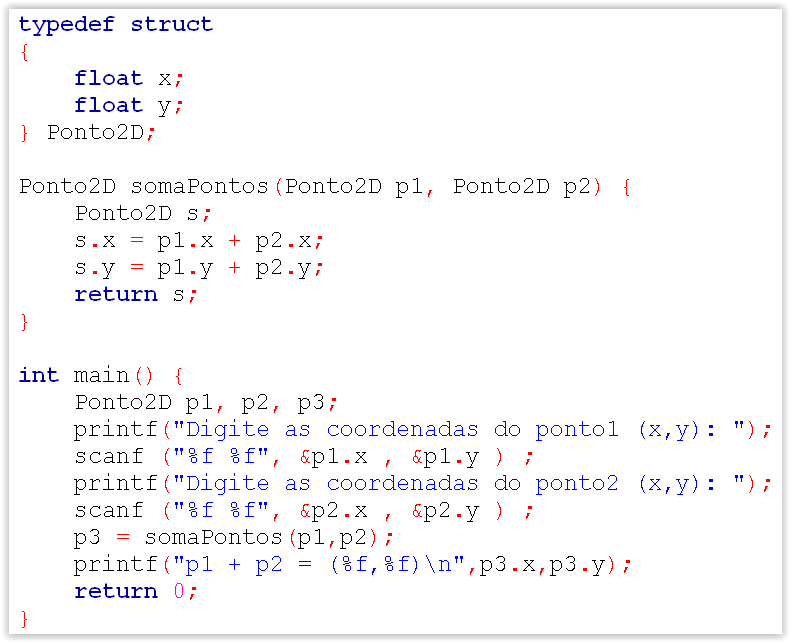 typedef struct
{
    float x;
    float y;
} Ponto2D;

Ponto2D somaPontos(Ponto2D p1, Ponto2D p2) {
    Ponto2D s;
    s.x = p1.x + p2.x;
    s.y = p1.y + p2.y;
    return s;
}

int main() {
    Ponto2D p1, p2, p3;
    printf("Digite as coordenadas do ponto1 (x,y): ");
    scanf ("%f %f", &p1.x , &p1.y ) ;
    printf("Digite as coordenadas do ponto2 (x,y): ");
    scanf ("%f %f", &p2.x , &p2.y ) ;
    p3 = somaPontos(p1,p2);
    printf("p1 + p2 = (%f,%f)\n",p3.x,p3.y);
    return 0;
}